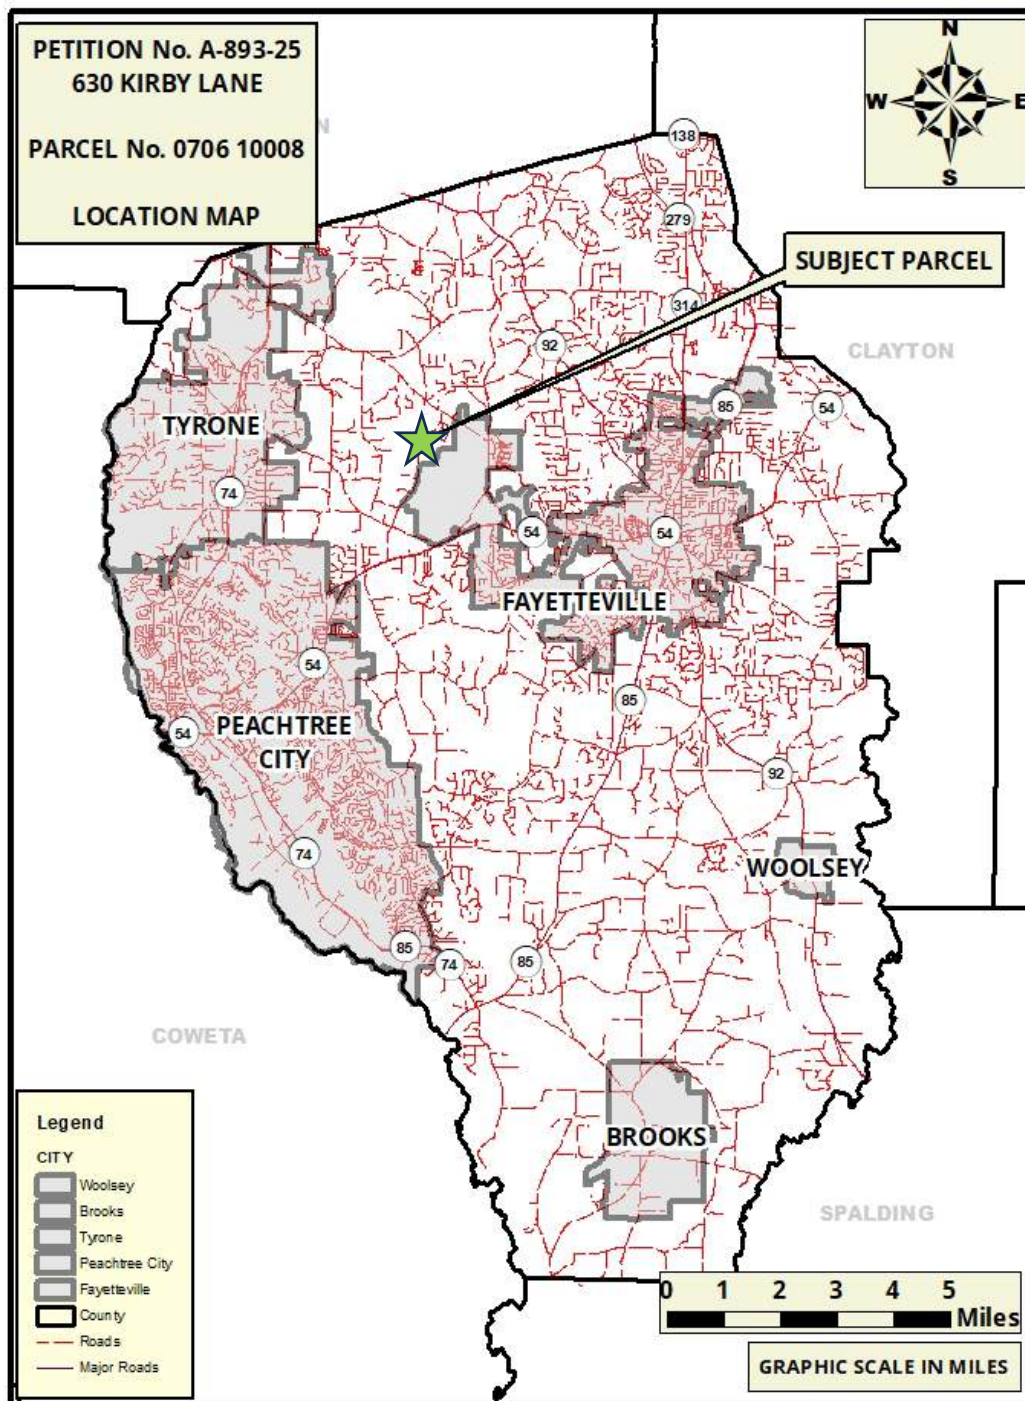 PETITION No. A-893-25
630 KIRBY LANE
PARCEL No. 0706 10008
LOCATION MAP
N
W
E
S
N
138
279
SUBJECT PARCEL
314
92
CLAYTON
85
54
TYRONE
74
54
54
FAYETTEVILLE
54
85
54
PEACHTREE
CITY
92
74
WOOLSEY
85
74
85
COWETA
BROOKS
SPALDING
Legend
CITY
Woolsey
Brooks
Tyrone
Peachtree City
Fayetteville
County
Roads
Major Roads
0 1 2 3 4 5
Miles
GRAPHIC SCALE IN MILES